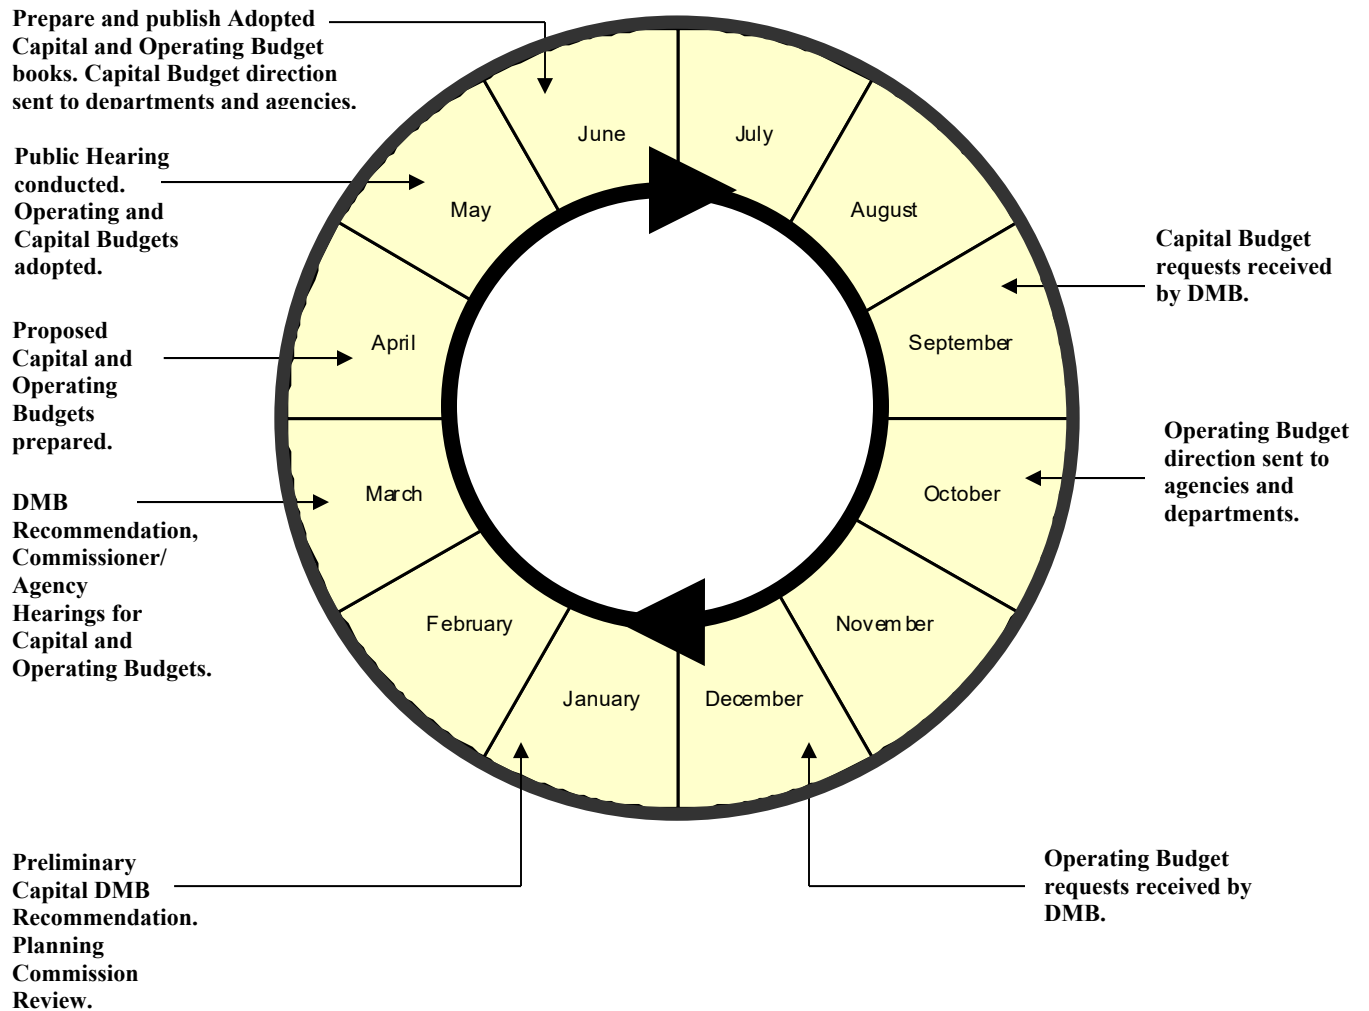 Prepare and publish Adopted
Capital and Operating Budget
books. Capital Budget direction
sent to departments and agencies.
Public Hearing
conducted.
Operating and
Capital Budgets
adopted.
Proposed
Capital and
Operating
Budgets
prepared.
DMB
Recommendation,
Commissioner/
Agency
Hearings for
Capital and
Operating Budgets.
Preliminary
Capital DMB
Recommendation.
Planning
Commission
Review.
June
July
May
August
April
September
March
October
February
November
January
December
Capital Budget
requests received
by DMB.
Operating Budget
direction sent to
agencies and
departments.
Operating Budget
requests received by
DMB.